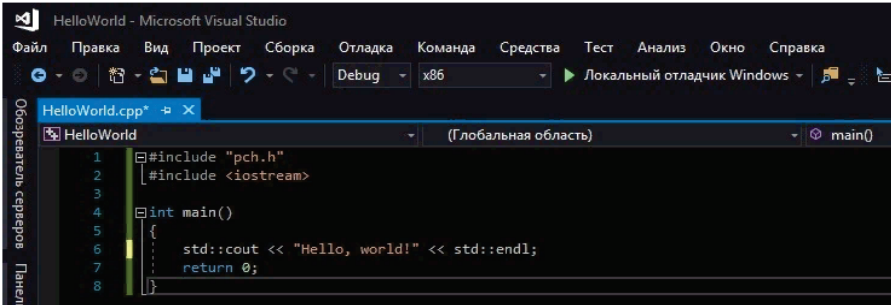 HelloWorld - Microsoft Visual Studio
Файл Правка Вид Проект Сборка Отладка Команда Средства Тест Анализ Окно Справка
Debug x86 Локальный отладчик Windows
HelloWorld.cpp*
HelloWorld (Глобальная область) main()
1 #include "pch.h"
2 #include <iostream>
3
4 int main()
5 {
6 std::cout << "Hello, world!" << std::endl;
7 return 0;
8 }
Обозреватель серверов